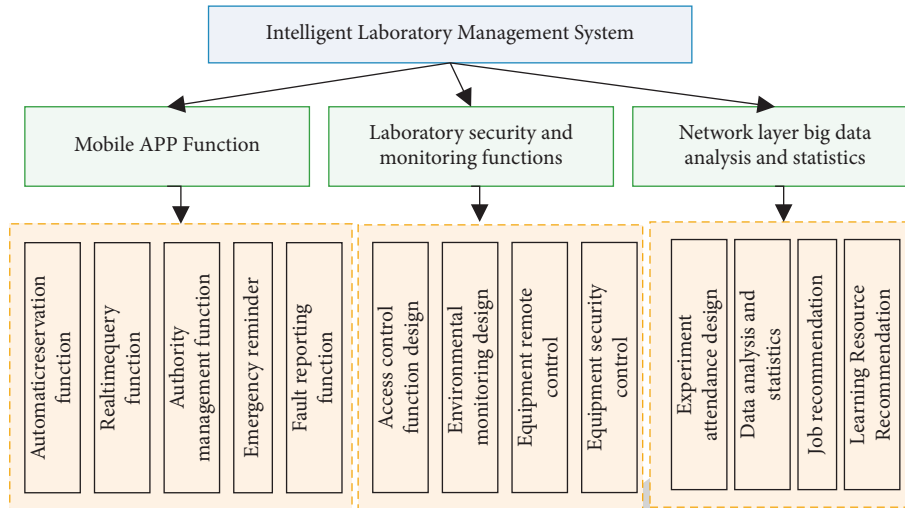 Intelligent Laboratory Management System
Mobile APP Function
Laboratory security and
monitoring functions
Network layer big data
analysis and statistics
Automaticreservation
function
Realtimequery
function
Authority
management function
Emergency reminder
Fault reporting
function
Access control
function design
Environmental
monitoring design
Equipment remote
control
Equipment security
control
Experiment
attendance design
Data analysis and
statistics
Job recommendation
Learning Resource
Recommendation